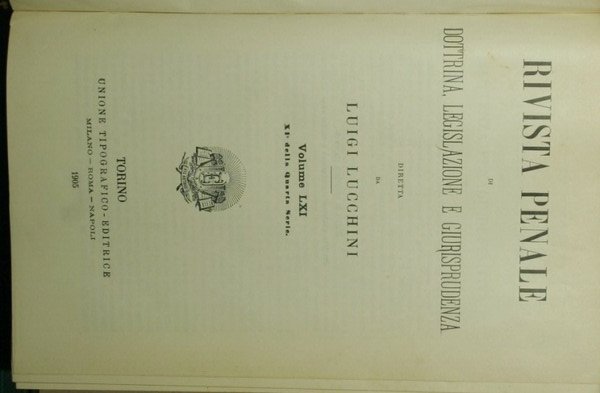 RIVISTA PENALE
DI
DOTTRINA, LEGISLAZIONE E GIURISPRUDENZA
DIRETTA
DA
LUIGI LUCCHINI
Volume LXI
XIº della Quarta Serie.
TORINO
UNIONE TIPOGRAFICO-EDITRICE
MILANO — ROMA — NAPOLI
1905